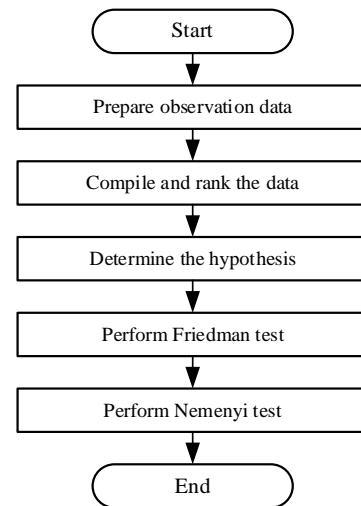 Start
Prepare observation data
Compile and rank the data
Determine the hypothesis
Perform Friedman test
Perform Nemenyi test
End